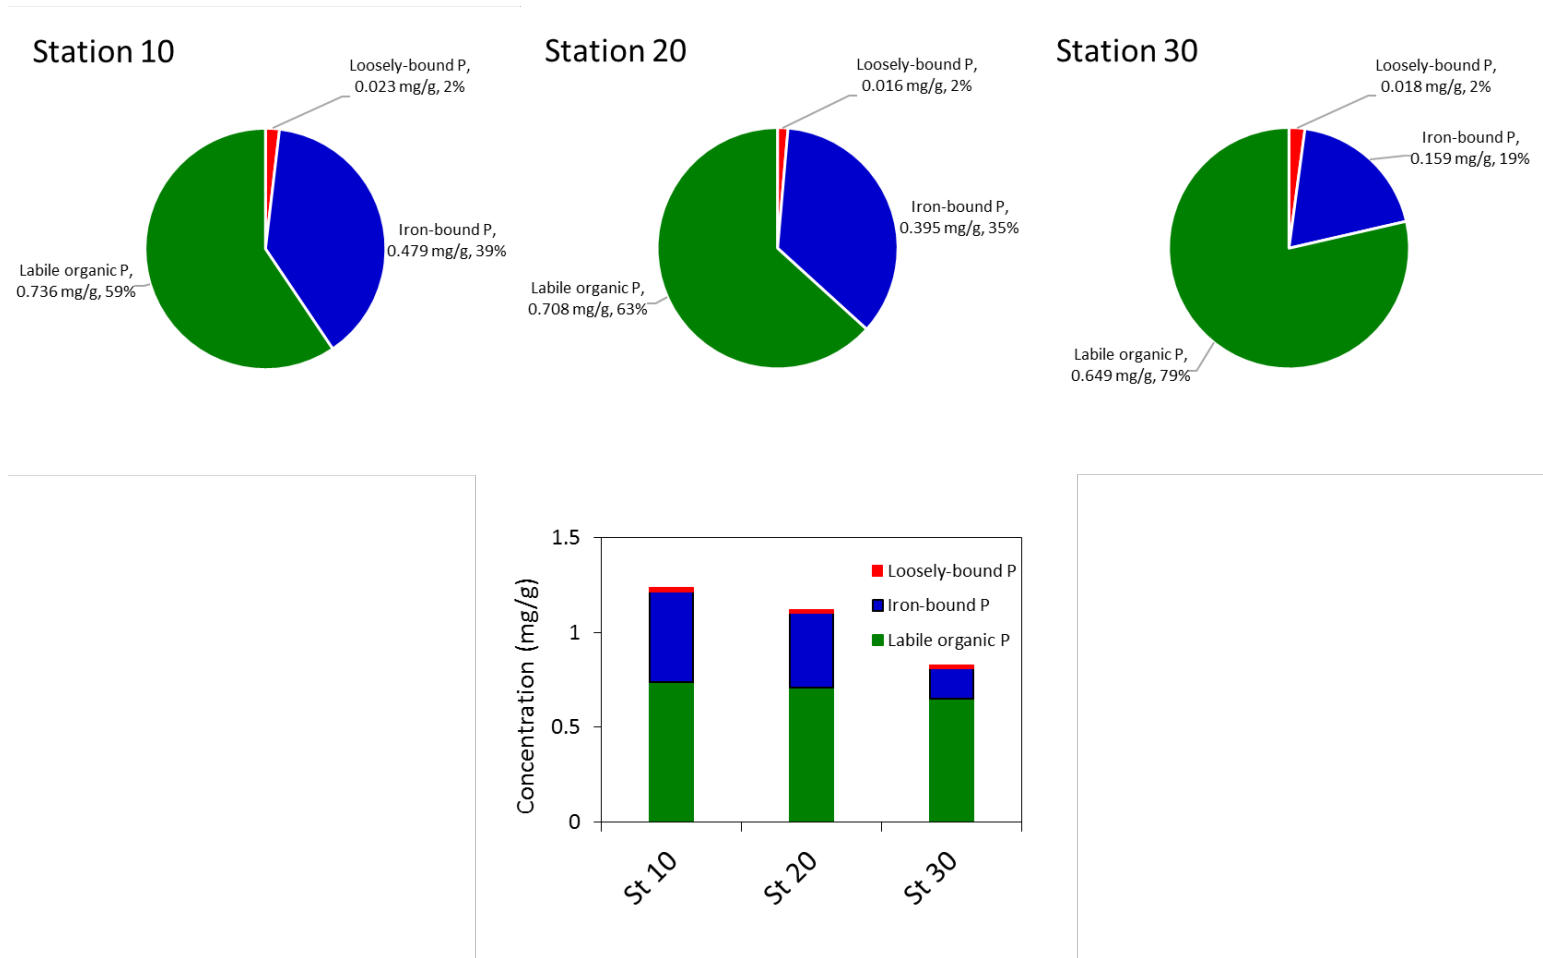 Station 10
Loosely-bound P,
0.023 mg/g, 2%
Iron-bound P,
0.479 mg/g, 39%
Labile organic P,
0.736 mg/g, 59%
Station 20
Loosely-bound P,
0.016 mg/g, 2%
Iron-bound P,
0.395 mg/g, 35%
Labile organic P,
0.708 mg/g, 63%
Station 30
Loosely-bound P,
0.018 mg/g, 2%
Iron-bound P,
0.159 mg/g, 19%
Labile organic P,
0.649 mg/g, 79%
Concentration (mg/g)
1.5
1
0.5
0
Loosely-bound P
Iron-bound P
Labile organic P
St 10
St 20
St 30